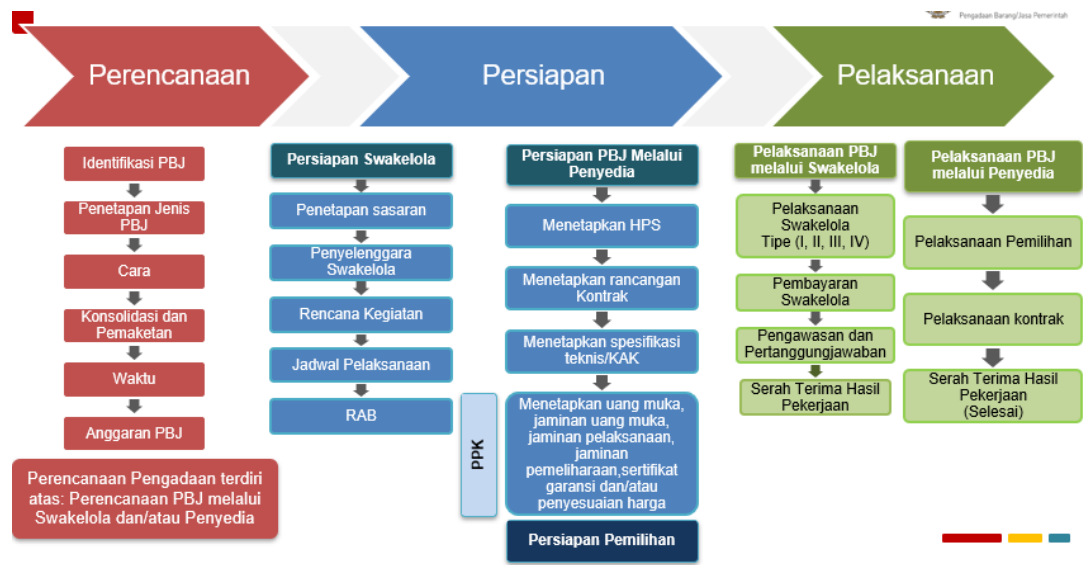 Pengadaan Barang/Jasa Pemerintah
Perencanaan
Persiapan
Pelaksanaan
Identifikasi PBJ
Penetapan Jenis
PBJ
Cara
Konsolidasi dan
Pemaketan
Waktu
Anggaran PBJ
Perencanaan Pengadaan terdiri
atas: Perencanaan PBJ melalui
Swakelola dan/atau Penyedia
Persiapan Swakelola
Penetapan sasaran
Penyelenggara
Swakelola
Rencana Kegiatan
Jadwal Pelaksanaan
RAB
Persiapan PBJ Melalui
Penyedia
Menetapkan HPS
Menetapkan rancangan
Kontrak
Menetapkan spesifikasi
teknis/KAK
PPK
Menetapkan uang muka,
jaminan uang muka,
jaminan pelaksanaan,
jaminan
pemeliharaan,sertifikat
garansi dan/atau
penyesuaian harga
Persiapan Pemilihan
Pelaksanaan PBJ
melalui Swakelola
Pelaksanaan
Swakelola
Tipe (I, II, III, IV)
Pembayaran
Swakelola
Pengawasan dan
Pertanggungjawaban
Serah Terima Hasil
Pekerjaan
Pelaksanaan PBJ
melalui Penyedia
Pelaksanaan Pemilihan
Pelaksanaan kontrak
Serah Terima Hasil
Pekerjaan
(Selesai)